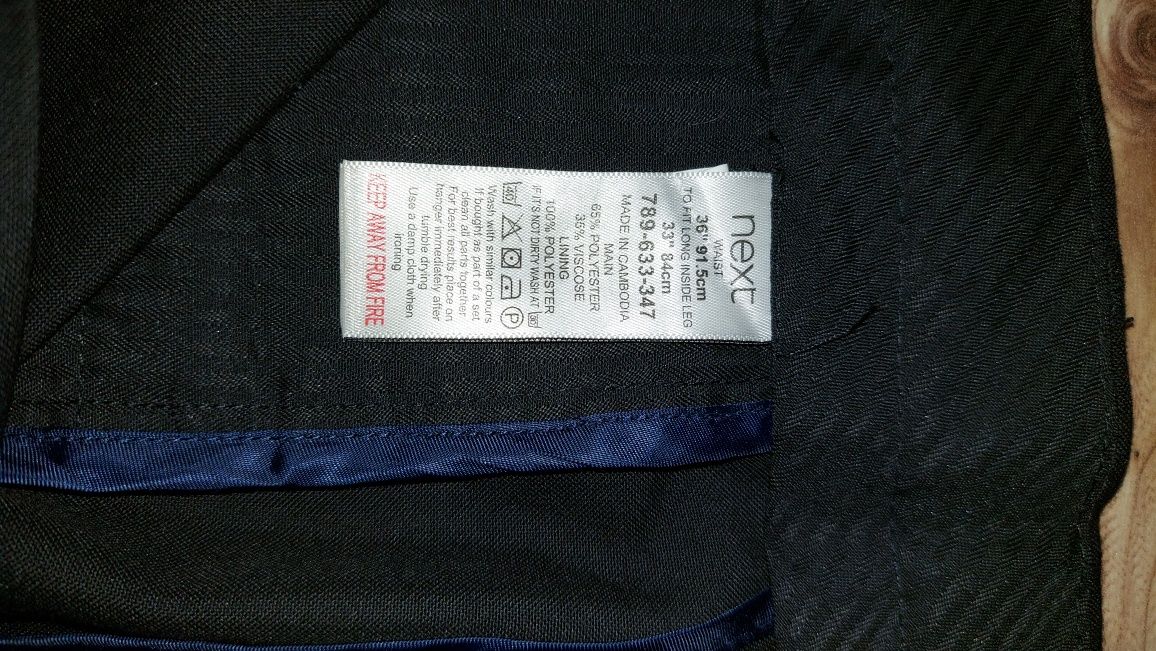 next
WAIST
36" 91.5cm
TO FIT LONG INSIDE LEG
33" 84cm
789-633-347
MADE IN CAMBODIA
MAIN
65% POLYESTER
35% VISCOSE
LINING
100% POLYESTER
IF IT'S NOT DIRTY WASH AT 30
40 P
Wash with similar colours
If bought as part of a set
clean all parts together
For best results place on
hanger immediately after
tumble drying
Use a damp cloth when
ironing
KEEP AWAY FROM FIRE